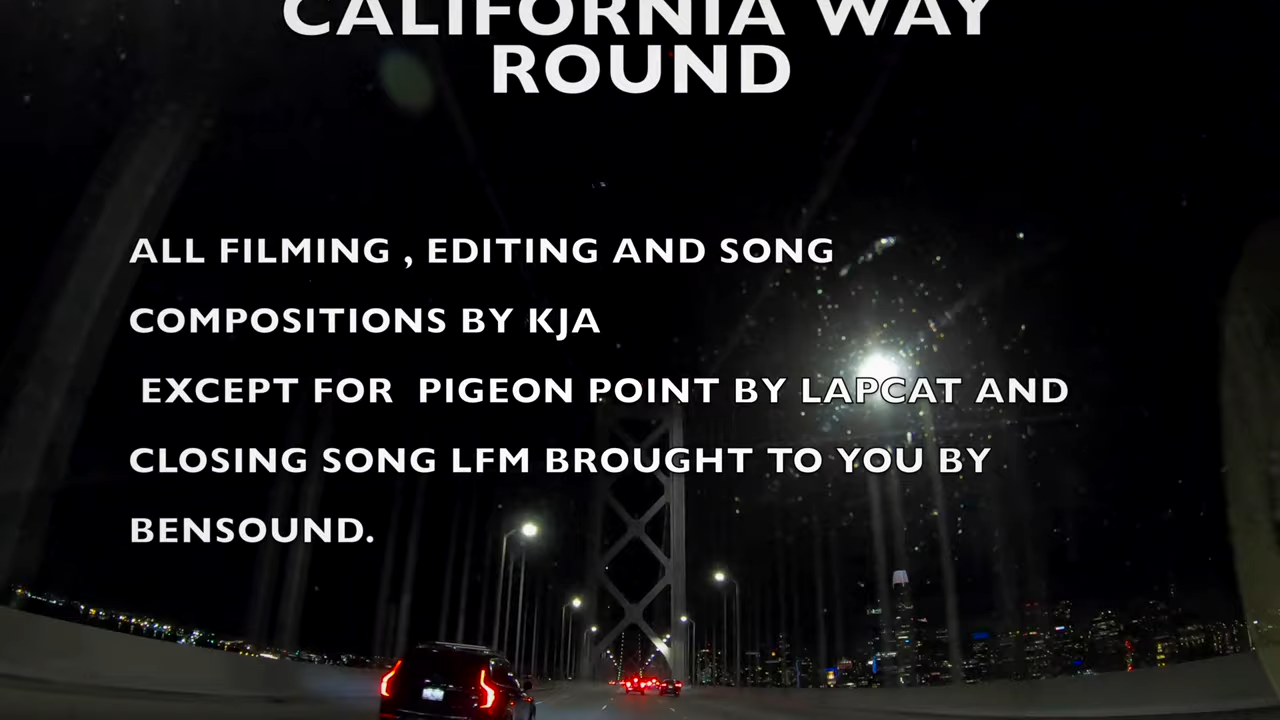 CALIFORNIA WAY
ROUND
ALL FILMING , EDITING AND SONG
COMPOSITIONS BY KJA
EXCEPT FOR PIGEON POINT BY LAPCAT AND
CLOSING SONG LFM BROUGHT TO YOU BY
BENSOUND.